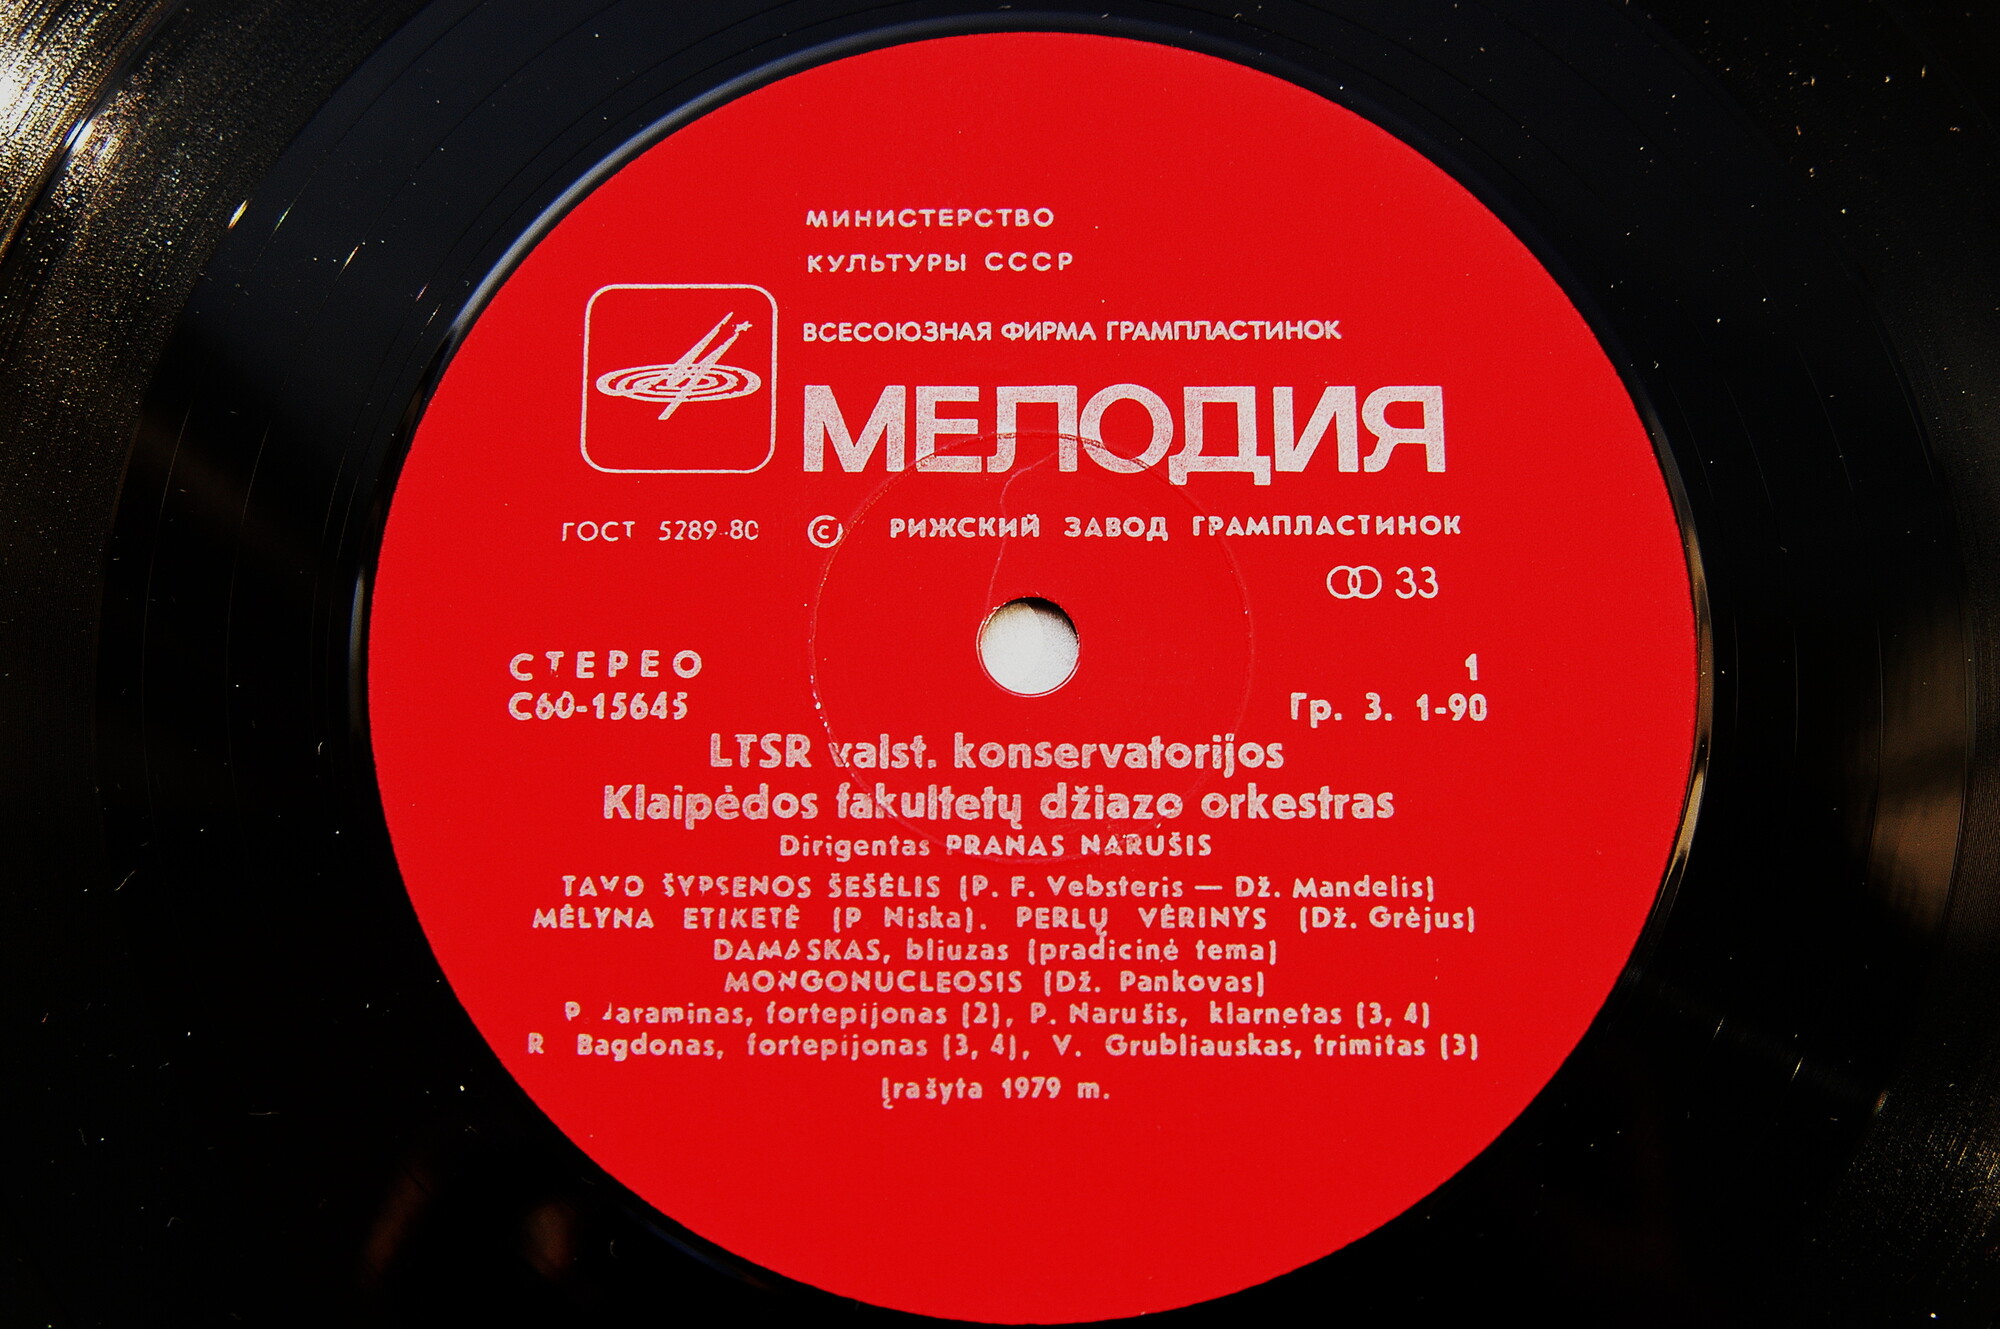 МИНИСТЕРСТВО
КУЛЬТУРЫ СССР
ВСЕСОЮЗНАЯ ФИРМА ГРАМПЛАСТИНОК
МЕЛОДИЯ
ГОСТ 5289-80 © РИЖСКИЙ ЗАВОД ГРАМПЛАСТИНОК
33
СТЕРЕО 1
С60-15645 Гр. 3. 1-90
LTSR valst. konservatorijos
Klaipėdos fakultetų džiazo orkestras
Dirigentas PRANAS NARUŠIS
TAVO ŠYPSENOS ŠEŠĖLIS (P. F. Vebsteris — Dž. Mandelis)
MĖLYNA ETIKETĖ (P Niska). PERLŲ VĖRINYS (Dž. Grėjus)
DAMASKAS, bliuzas (pradicinė tema)
MONGONUCLEOSIS (Dž. Pankovas)
P Jaraminas, fortepijonas (2), P. Narušis, klarnetas (3, 4)
R Bagdonas, fortepijonas (3, 4), V. Grubliauskas, trimitas (3)
Įrašyta 1979 m.